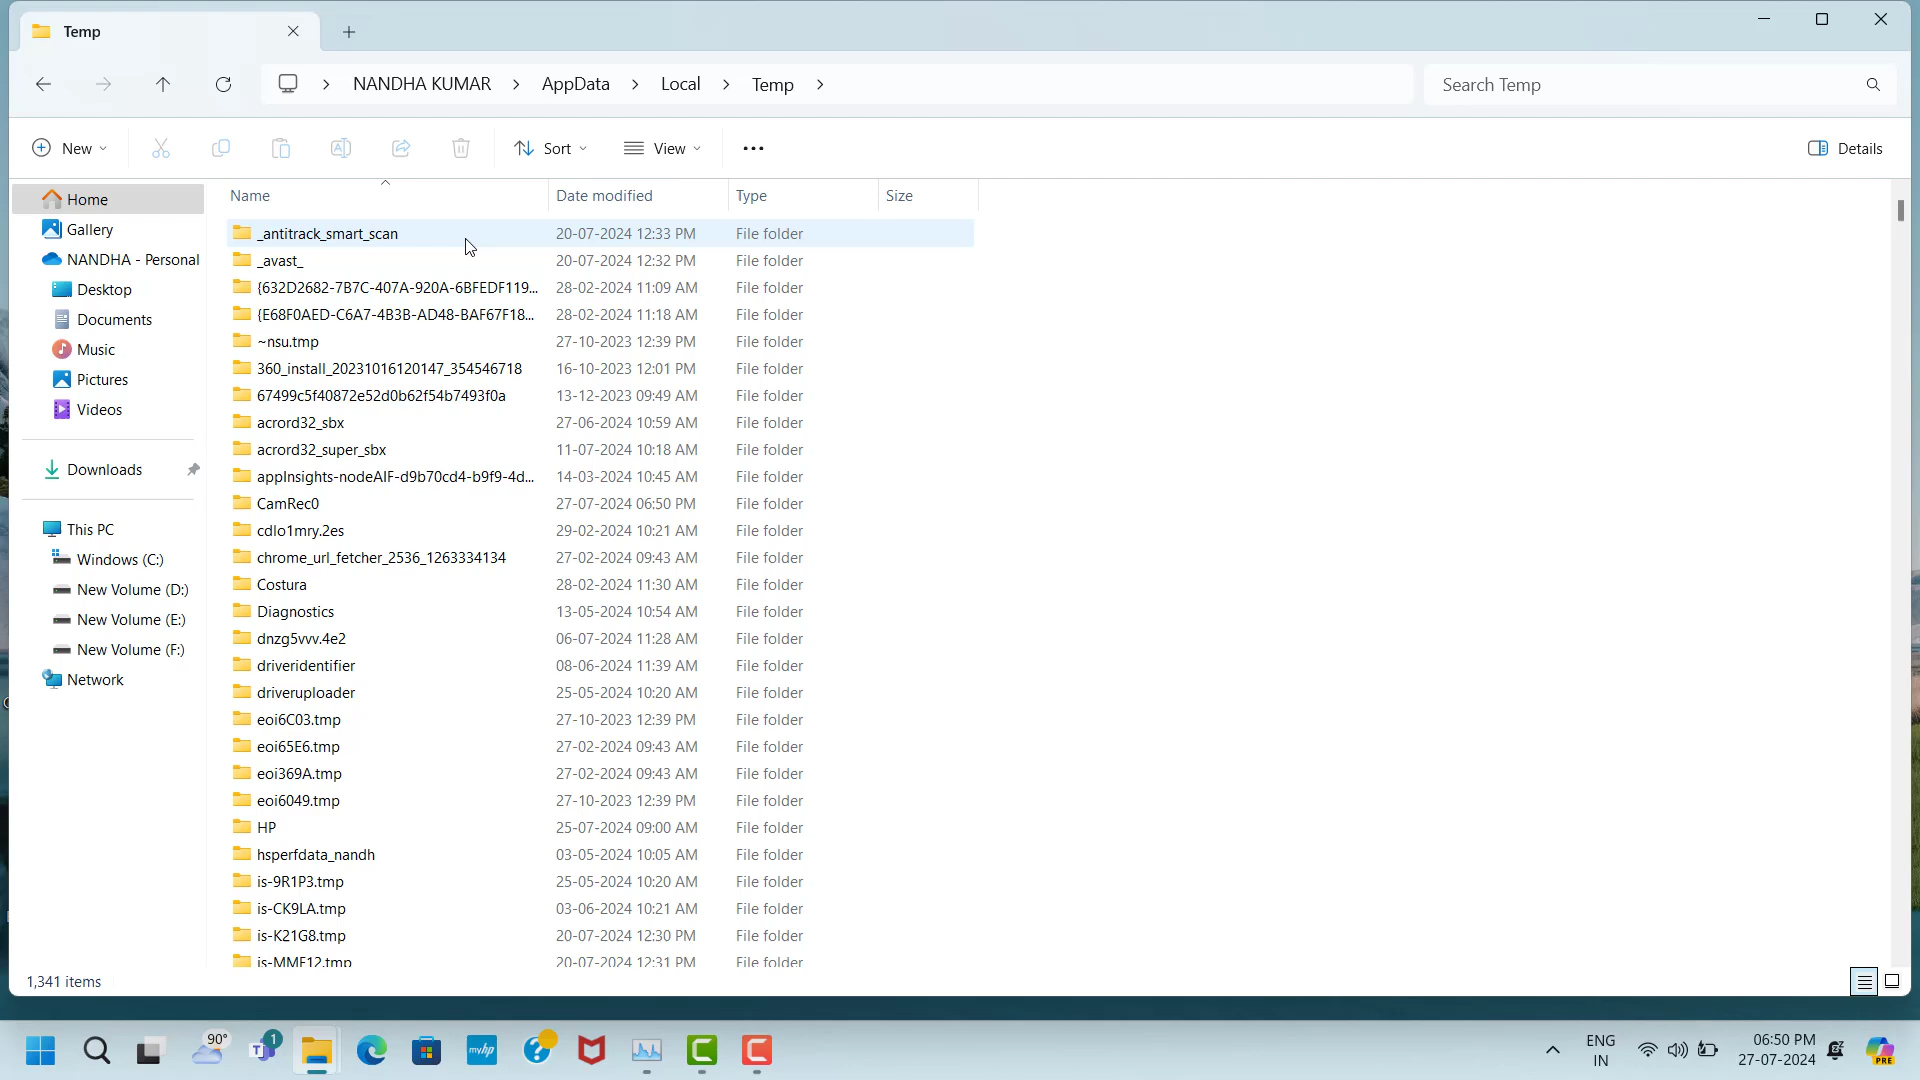 Temp
NANDHA KUMAR > AppData > Local > Temp >
Search Temp
New
Sort
View
Details
Name Date modified Type Size
Home
Gallery
NANDHA - Personal
Desktop
Documents
Music
Pictures
Videos
Downloads
This PC
Windows (C:)
New Volume (D:)
New Volume (E:)
New Volume (F:)
Network
_antitrack_smart_scan 20-07-2024 12:33 PM File folder
_avast_ 20-07-2024 12:32 PM File folder
{632D2682-7B7C-407A-920A-6BFEDF119... 28-02-2024 11:09 AM File folder
{E68F0AED-C6A7-4B3B-AD48-BAF67F18... 28-02-2024 11:18 AM File folder
~nsu.tmp 27-10-2023 12:39 PM File folder
360_install_20231016120147_354546718 16-10-2023 12:01 PM File folder
67499c5f40872e52d0b62f54b7493f0a 13-12-2023 09:49 AM File folder
acrord32_sbx 27-06-2024 10:59 AM File folder
acrord32_super_sbx 11-07-2024 10:18 AM File folder
appInsights-nodeAIF-d9b70cd4-b9f9-4d... 14-03-2024 10:45 AM File folder
CamRec0 27-07-2024 06:50 PM File folder
cdlo1mry.2es 29-02-2024 10:21 AM File folder
chrome_url_fetcher_2536_1263334134 27-02-2024 09:43 AM File folder
Costura 28-02-2024 11:30 AM File folder
Diagnostics 13-05-2024 10:54 AM File folder
dnzg5vvv.4e2 06-07-2024 11:28 AM File folder
driveridentifier 08-06-2024 11:39 AM File folder
driveruploader 25-05-2024 10:20 AM File folder
eoi6C03.tmp 27-10-2023 12:39 PM File folder
eoi65E6.tmp 27-02-2024 09:43 AM File folder
eoi369A.tmp 27-02-2024 09:43 AM File folder
eoi6049.tmp 27-10-2023 12:39 PM File folder
HP 25-07-2024 09:00 AM File folder
hsperfdata_nandh 03-05-2024 10:05 AM File folder
is-9R1P3.tmp 25-05-2024 10:20 AM File folder
is-CK9LA.tmp 03-06-2024 10:21 AM File folder
is-K21G8.tmp 20-07-2024 12:30 PM File folder
is-MMF12.tmp 20-07-2024 12:31 PM File folder
1,341 items
90°
1
myhp
ENG
IN
06:50 PM
27-07-2024
PRE